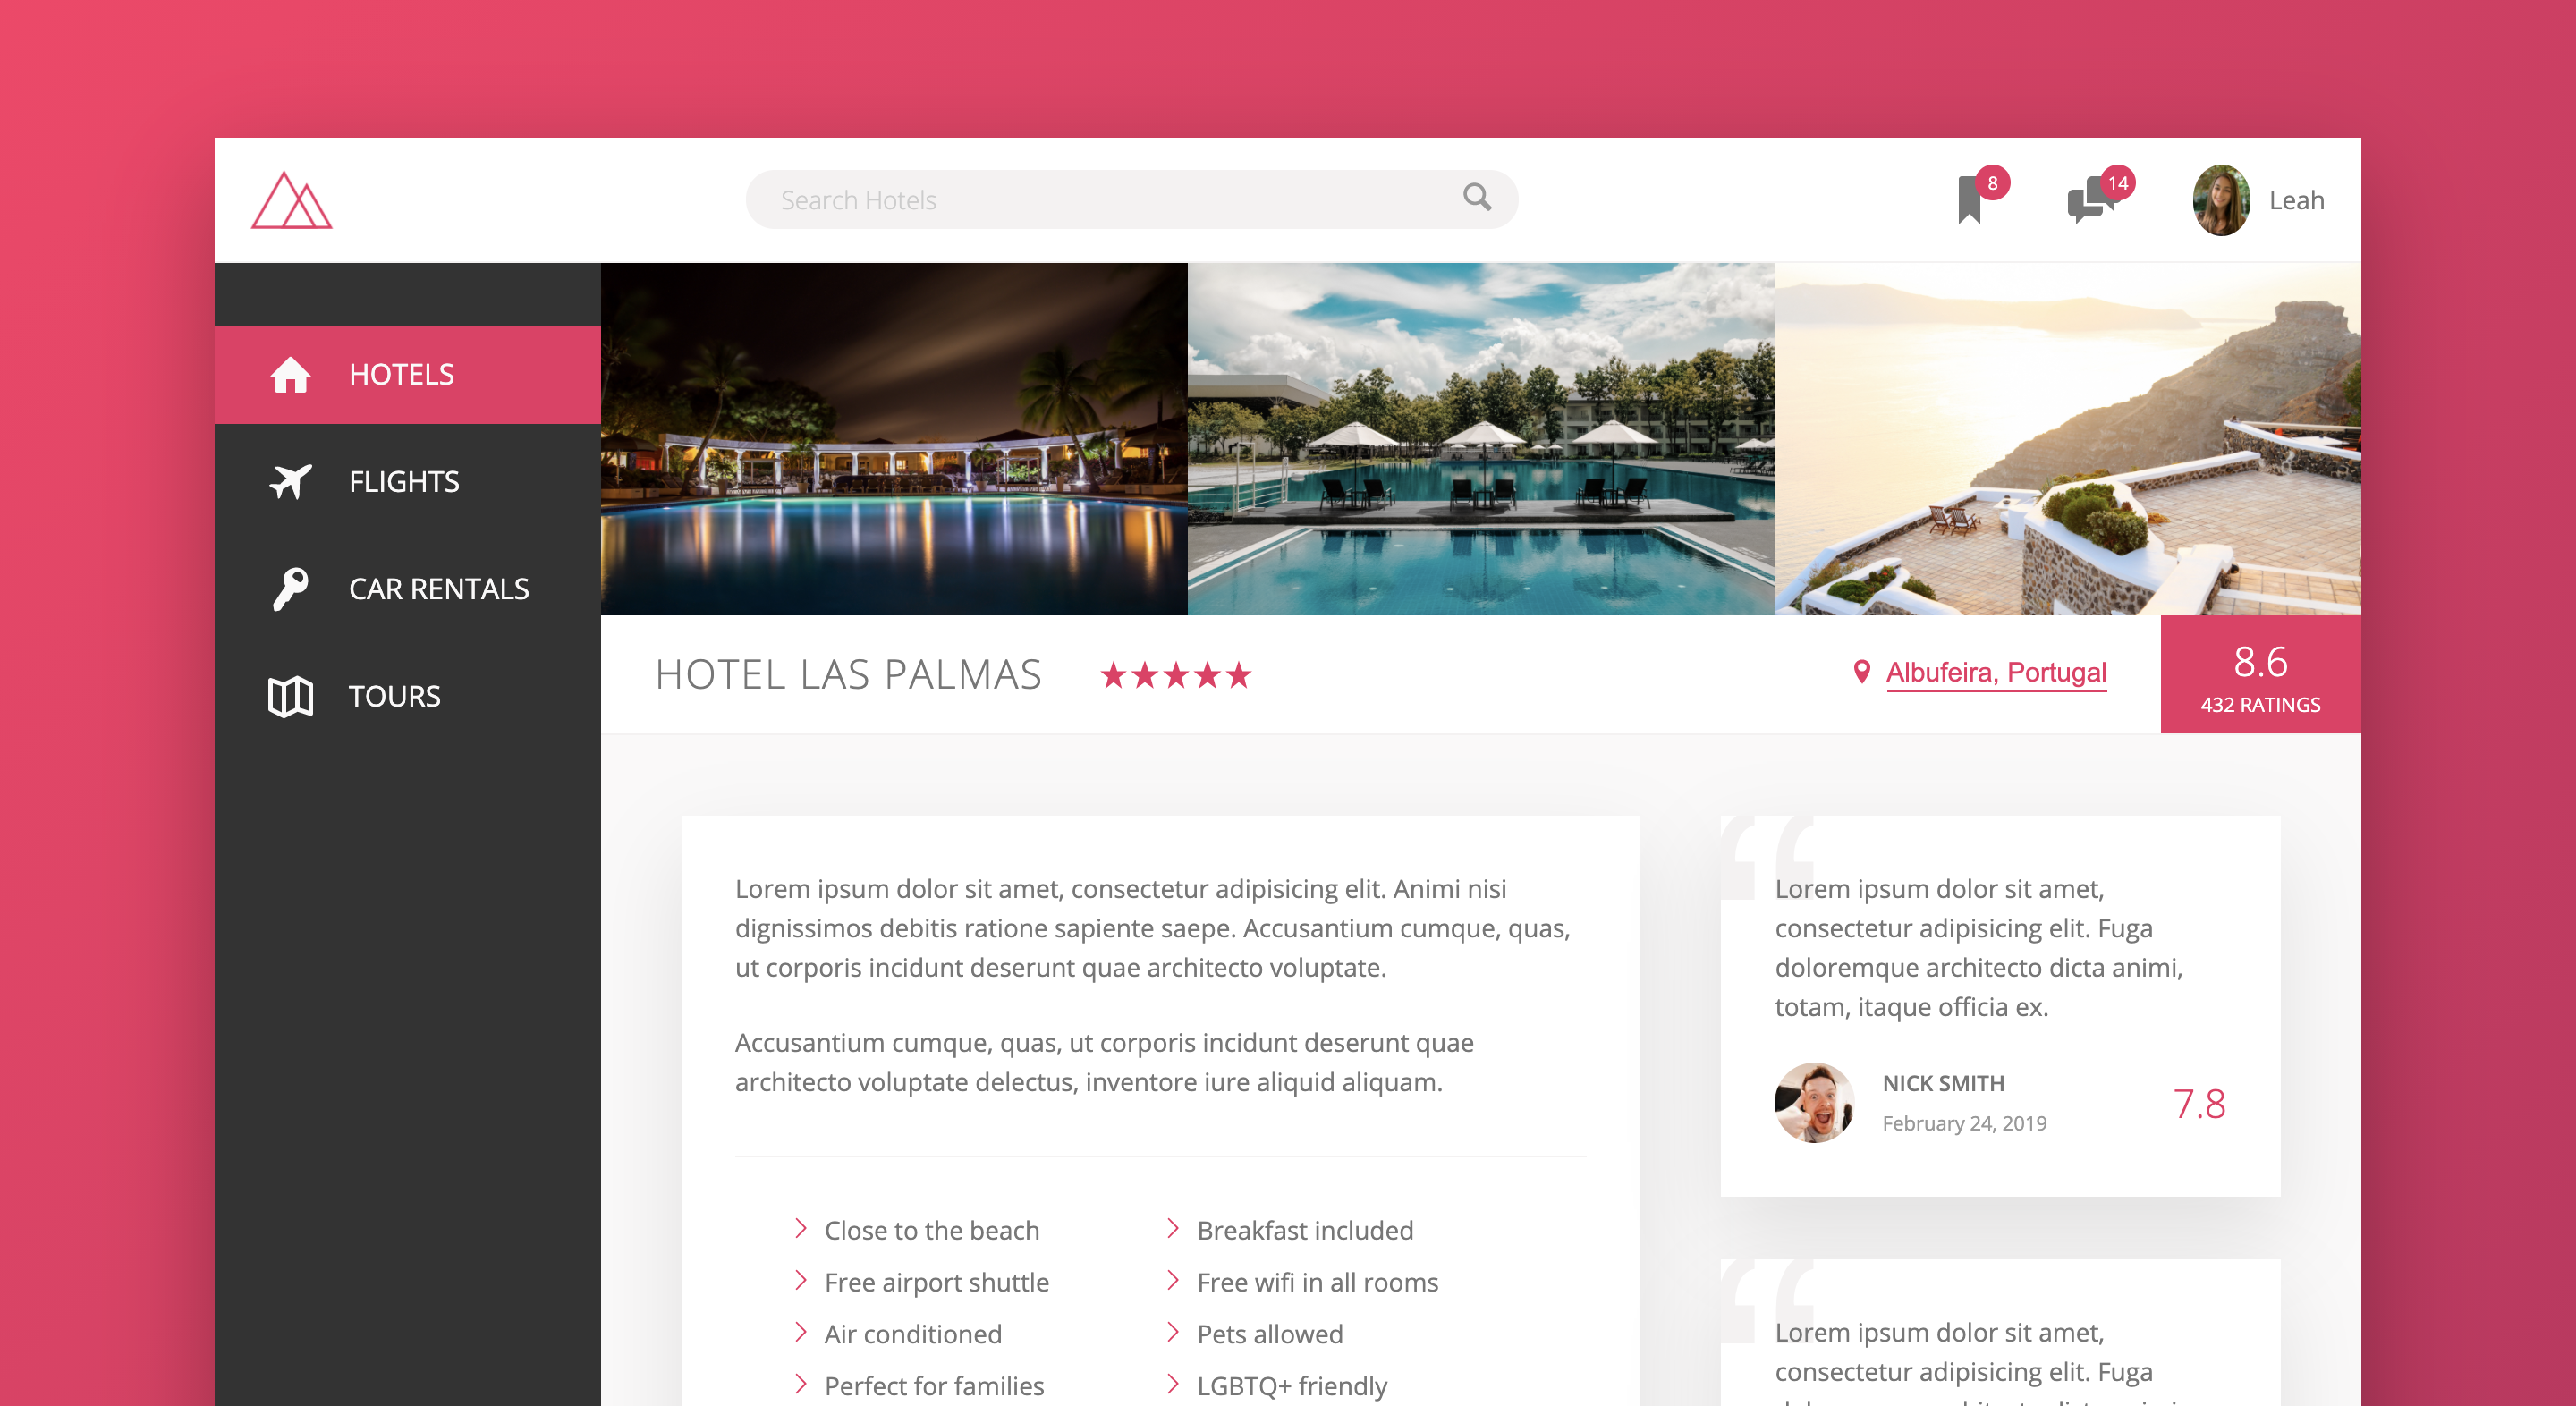 Search Hotels
8
14
Leah
HOTELS
FLIGHTS
CAR RENTALS
TOURS
HOTEL LAS PALMAS
Albufeira, Portugal
8.6
432 RATINGS
Lorem ipsum dolor sit amet, consectetur adipisicing elit. Animi nisi
dignissimos debitis ratione sapiente saepe. Accusantium cumque, quas,
ut corporis incidunt deserunt quae architecto voluptate.
Accusantium cumque, quas, ut corporis incidunt deserunt quae
architecto voluptate delectus, inventore iure aliquid aliquam.
Close to the beach
Free airport shuttle
Air conditioned
Perfect for families
Breakfast included
Free wifi in all rooms
Pets allowed
LGBTQ+ friendly
“
Lorem ipsum dolor sit amet,
consectetur adipisicing elit. Fuga
doloremque architecto dicta animi,
totam, itaque officia ex.
NICK SMITH
February 24, 2019
7.8
“
Lorem ipsum dolor sit amet,
consectetur adipisicing elit. Fuga